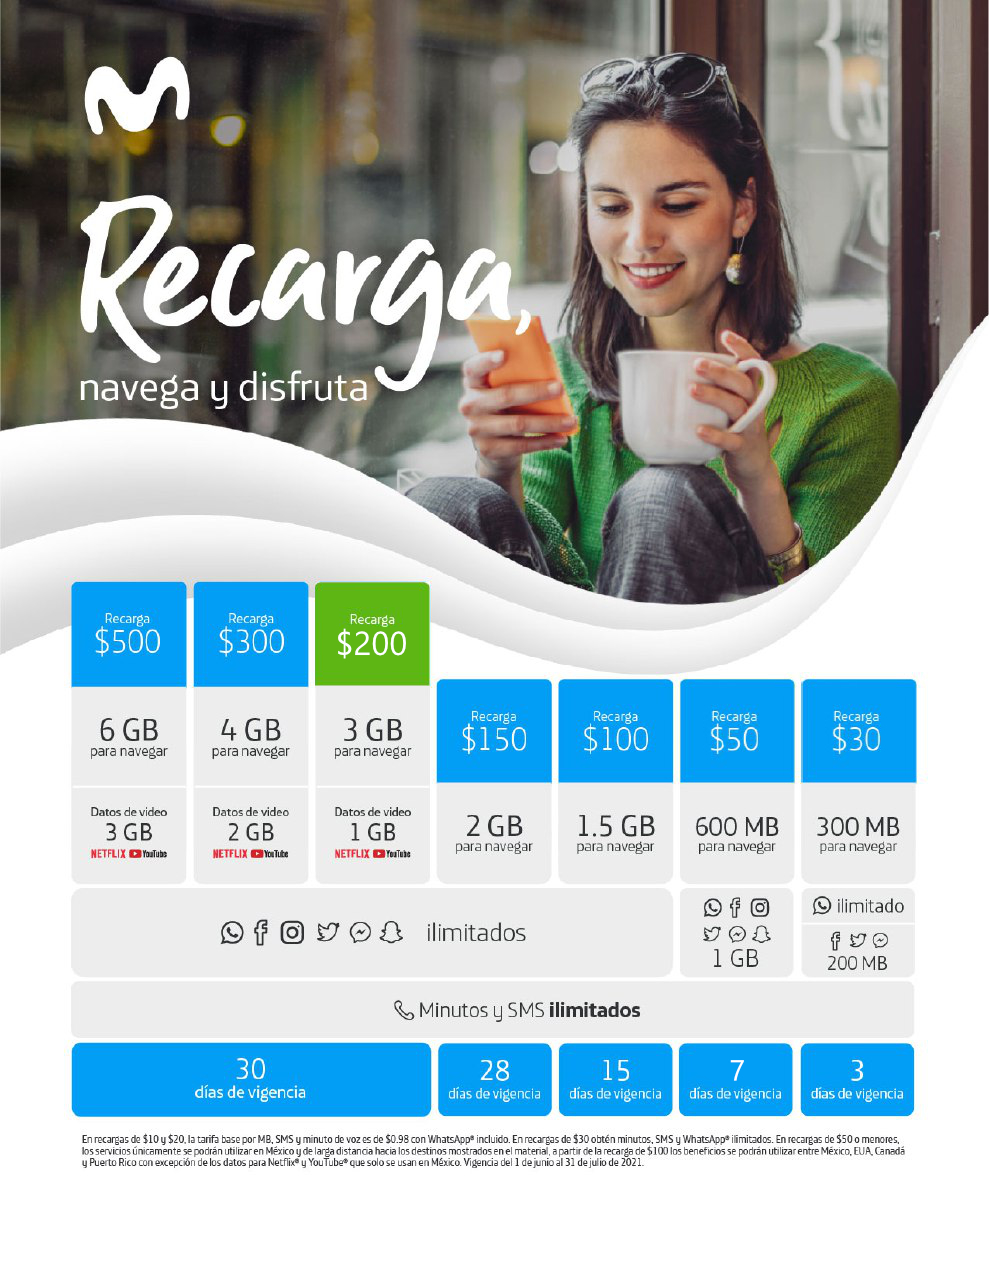 Recarga,
navega y disfruta
Recarga
$500
Recarga
$300
Recarga
$200
Recarga
$150
Recarga
$100
Recarga
$50
Recarga
$30
6 GB
para navegar
4 GB
para navegar
3 GB
para navegar
Datos de video
3 GB
NETFLIX YouTube
Datos de video
2 GB
NETFLIX YouTube
Datos de video
1 GB
NETFLIX YouTube
2 GB
para navegar
1.5 GB
para navegar
600 MB
para navegar
300 MB
para navegar
ilimitados
1 GB
ilimitado
200 MB
Minutos y SMS ilimitados
30
días de vigencia
28
días de vigencia
15
días de vigencia
7
días de vigencia
3
días de vigencia
En recargas de $10 y $20, la tarifa base por MB, SMS y minuto de voz es de $0.98 con WhatsApp® incluido. En recargas de $30 obtén minutos, SMS y WhatsApp® ilimitados. En recargas de $50 o menores,
los servicios únicamente se podrán utilizar en México y de larga distancia hacia los destinos mostrados en el material, a partir de la recarga de $100 los beneficios se podrán utilizar entre México, EUA, Canadá
y Puerto Rico con excepción de los datos para Netflix® y YouTube® que solo se usan en México. Vigencia del 1 de junio al 31 de julio de 2021.